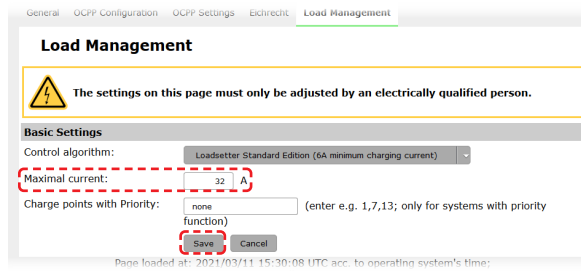 General OCPP Configuration OCPP Settings Eichrecht Load Management
Load Management
The settings on this page must only be adjusted by an electrically qualified person.
Basic Settings
Control algorithm: Loadsetter Standard Edition (6A minimum charging current)
Maximal current: 32 A
Charge points with Priority: none (enter e.g. 1,7,13; only for systems with priority
function)
Save Cancel
Page loaded at: 2021/03/11 15:30:08 UTC acc. to operating system's time;